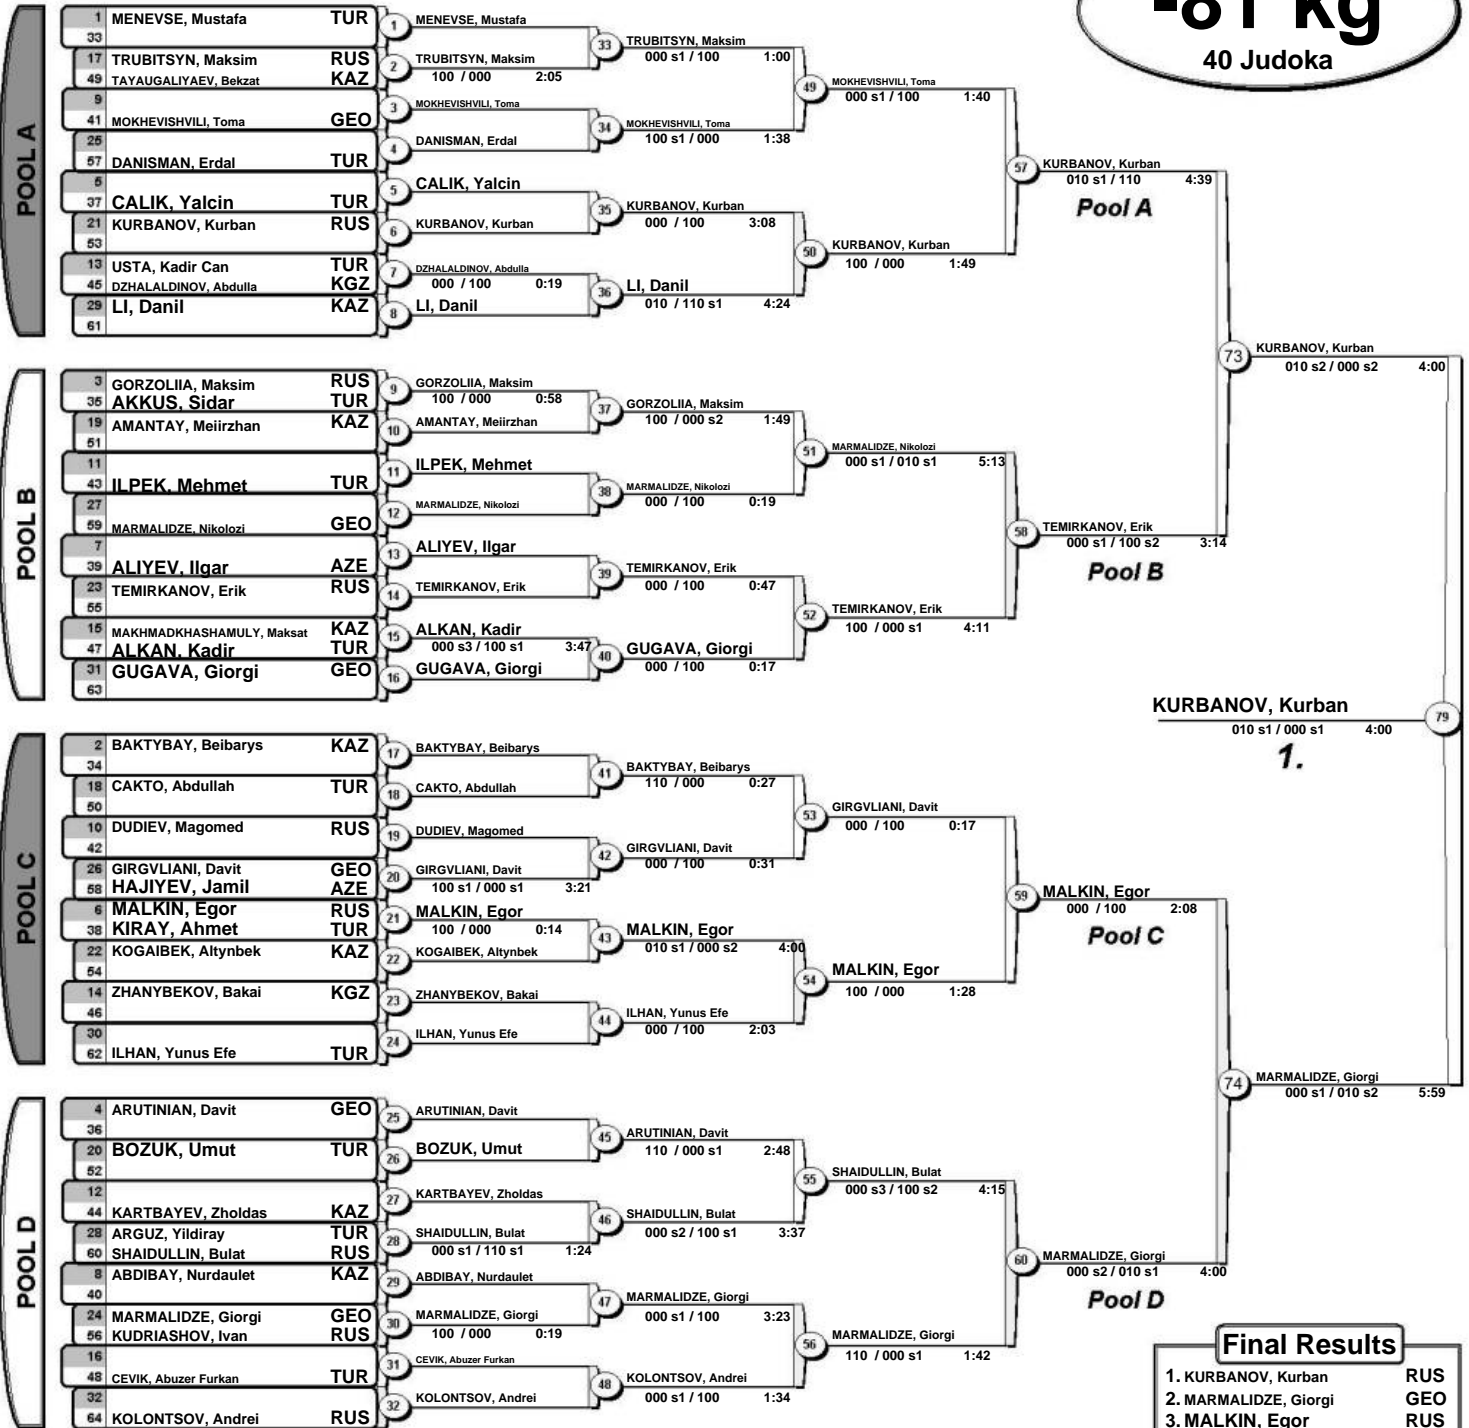 -81 kg
40 Judoka
POOL A
1 MENEVSE, Mustafa TUR
33
17 TRUBITSYN, Maksim RUS
49 TAYAUGALIYAEV, Bekzat KAZ
9
41 MOKHEVISHVILI, Toma GEO
25
57 DANISMAN, Erdal TUR
5
37 CALIK, Yalcin TUR
21 KURBANOV, Kurban RUS
53
13 USTA, Kadir Can TUR
45 DZHALALDINOV, Abdulla KGZ
29 LI, Danil KAZ
61
1 MENEVSE, Mustafa
2 TRUBITSYN, Maksim
100 / 000 2:05
3 MOKHEVISHVILI, Toma
4 DANISMAN, Erdal
5 CALIK, Yalcin
6 KURBANOV, Kurban
7 DZHALALDINOV, Abdulla
000 / 100 0:19
8 LI, Danil
33 TRUBITSYN, Maksim
000 s1 / 100 1:00
34 MOKHEVISHVILI, Toma
100 s1 / 000 1:38
35 KURBANOV, Kurban
000 / 100 3:08
36 LI, Danil
010 / 110 s1 4:24
49 MOKHEVISHVILI, Toma
000 s1 / 100 1:40
50 KURBANOV, Kurban
100 / 000 1:49
57 KURBANOV, Kurban
010 s1 / 110 4:39
Pool A
POOL B
3 GORZOLIIA, Maksim RUS
35 AKKUS, Sidar TUR
19 AMANTAY, Meiirzhan KAZ
51
11
43 ILPEK, Mehmet TUR
27
59 MARMALIDZE, Nikolozi GEO
7
39 ALIYEV, Ilgar AZE
23 TEMIRKANOV, Erik RUS
55
15 MAKHMADKHASHAMULY, Maksat KAZ
47 ALKAN, Kadir TUR
31 GUGAVA, Giorgi GEO
63
9 GORZOLIIA, Maksim
100 / 000 0:58
10 AMANTAY, Meiirzhan
11 ILPEK, Mehmet
12 MARMALIDZE, Nikolozi
13 ALIYEV, Ilgar
14 TEMIRKANOV, Erik
15 ALKAN, Kadir
000 s3 / 100 s1 3:47
16 GUGAVA, Giorgi
37 GORZOLIIA, Maksim
100 / 000 s2 1:49
38 MARMALIDZE, Nikolozi
000 / 100 0:19
39 TEMIRKANOV, Erik
000 / 100 0:47
40 GUGAVA, Giorgi
000 / 100 0:17
51 MARMALIDZE, Nikolozi
000 s1 / 010 s1 5:13
52 TEMIRKANOV, Erik
100 / 000 s1 4:11
58 TEMIRKANOV, Erik
000 s1 / 100 s2 3:14
Pool B
73 KURBANOV, Kurban
010 s2 / 000 s2 4:00
KURBANOV, Kurban 79
010 s1 / 000 s1 4:00
1.
POOL C
2 BAKTYBAY, Beibarys KAZ
34
18 CAKTO, Abdullah TUR
50
10 DUDIEV, Magomed RUS
42
26 GIRGVLIANI, Davit GEO
58 HAJIYEV, Jamil AZE
6 MALKIN, Egor RUS
38 KIRAY, Ahmet TUR
22 KOGAIBEK, Altynbek KAZ
54
14 ZHANYBEKOV, Bakai KGZ
46
30
62 ILHAN, Yunus Efe TUR
17 BAKTYBAY, Beibarys
18 CAKTO, Abdullah
19 DUDIEV, Magomed
20 GIRGVLIANI, Davit
100 s1 / 000 s1 3:21
21 MALKIN, Egor
100 / 000 0:14
22 KOGAIBEK, Altynbek
23 ZHANYBEKOV, Bakai
24 ILHAN, Yunus Efe
41 BAKTYBAY, Beibarys
110 / 000 0:27
42 GIRGVLIANI, Davit
000 / 100 0:31
43 MALKIN, Egor
010 s1 / 000 s2 4:00
44 ILHAN, Yunus Efe
000 / 100 2:03
53 GIRGVLIANI, Davit
000 / 100 0:17
54 MALKIN, Egor
100 / 000 1:28
59 MALKIN, Egor
000 / 100 2:08
Pool C
POOL D
4 ARUTINIAN, Davit GEO
36
20 BOZUK, Umut TUR
52
12
44 KARTBAYEV, Zholdas KAZ
28 ARGUZ, Yildiray TUR
60 SHAIDULLIN, Bulat RUS
8 ABDIBAY, Nurdaulet KAZ
40
24 MARMALIDZE, Giorgi GEO
56 KUDRIASHOV, Ivan RUS
16
48 CEVIK, Abuzer Furkan TUR
32
64 KOLONTSOV, Andrei RUS
25 ARUTINIAN, Davit
26 BOZUK, Umut
27 KARTBAYEV, Zholdas
28 SHAIDULLIN, Bulat
000 s1 / 110 s1 1:24
29 ABDIBAY, Nurdaulet
30 MARMALIDZE, Giorgi
100 / 000 0:19
31 CEVIK, Abuzer Furkan
32 KOLONTSOV, Andrei
45 ARUTINIAN, Davit
110 / 000 s1 2:48
46 SHAIDULLIN, Bulat
000 s2 / 100 s1 3:37
47 MARMALIDZE, Giorgi
000 s1 / 100 3:23
48 KOLONTSOV, Andrei
000 s1 / 100 1:34
55 SHAIDULLIN, Bulat
000 s3 / 100 s2 4:15
56 MARMALIDZE, Giorgi
110 / 000 s1 1:42
60 MARMALIDZE, Giorgi
000 s2 / 010 s1 4:00
Pool D
74 MARMALIDZE, Giorgi
000 s1 / 010 s2 5:59
Final Results
1. KURBANOV, Kurban RUS
2. MARMALIDZE, Giorgi GEO
3. MALKIN, Egor RUS